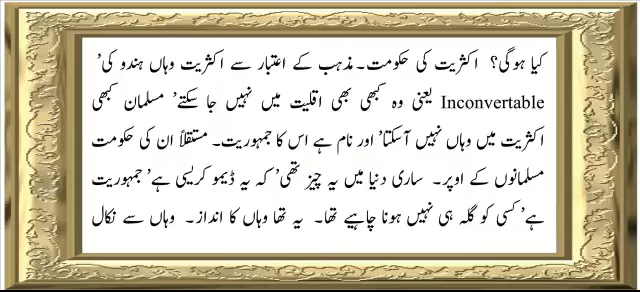 کیا ہوگی؟ اکثریت کی حکومت۔ مذہب کے اعتبار سے اکثریت وہاں ہندو کی’
Inconvertable یعنی وہ کبھی بھی اقلیت میں نہیں جا سکتے’ مسلمان کبھی
اکثریت میں وہاں نہیں آسکتا’ اور نام ہے اس کا جمہوریت۔ مستقلاً ان کی حکومت
مسلمانوں کے اوپر۔ ساری دنیا میں یہ چیز تھی’ کہ یہ ڈیمو کریسی ہے’ جمہوریت
ہے’ کسی کو گلہ ہی نہیں ہونا چاہیے تھا۔ یہ تھا وہاں کا انداز۔ وہاں سے نکال